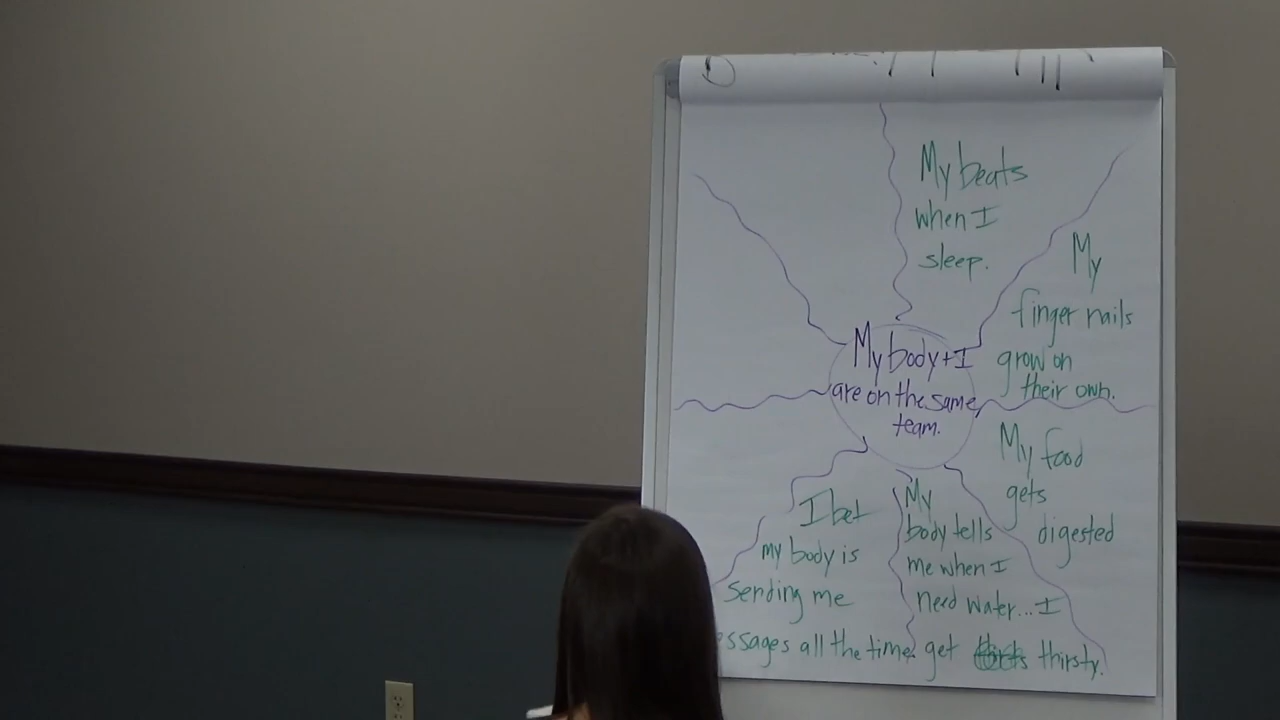 My beats
when I
sleep.
My
finger nails
grow on
their own.
My body + I
are on the same
team.
My food
gets
digested
My
body tells
me when I
need water... I
get thirsty.
I bet
my body is
sending me
ssages all the time.